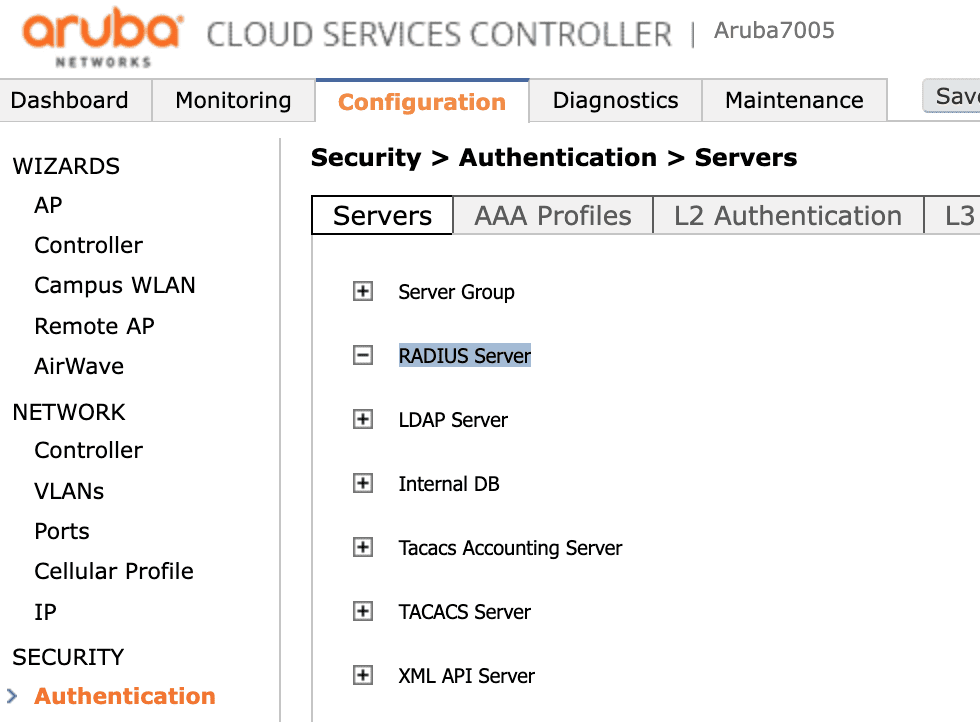 aruba NETWORKS CLOUD SERVICES CONTROLLER | Aruba7005
Dashboard Monitoring Configuration Diagnostics Maintenance Save
Security > Authentication > Servers
Servers AAA Profiles L2 Authentication L3
WIZARDS
AP
Controller
Campus WLAN
Remote AP
AirWave
NETWORK
Controller
VLANs
Ports
Cellular Profile
IP
SECURITY
Authentication
Server Group
RADIUS Server
LDAP Server
Internal DB
Tacacs Accounting Server
TACACS Server
XML API Server